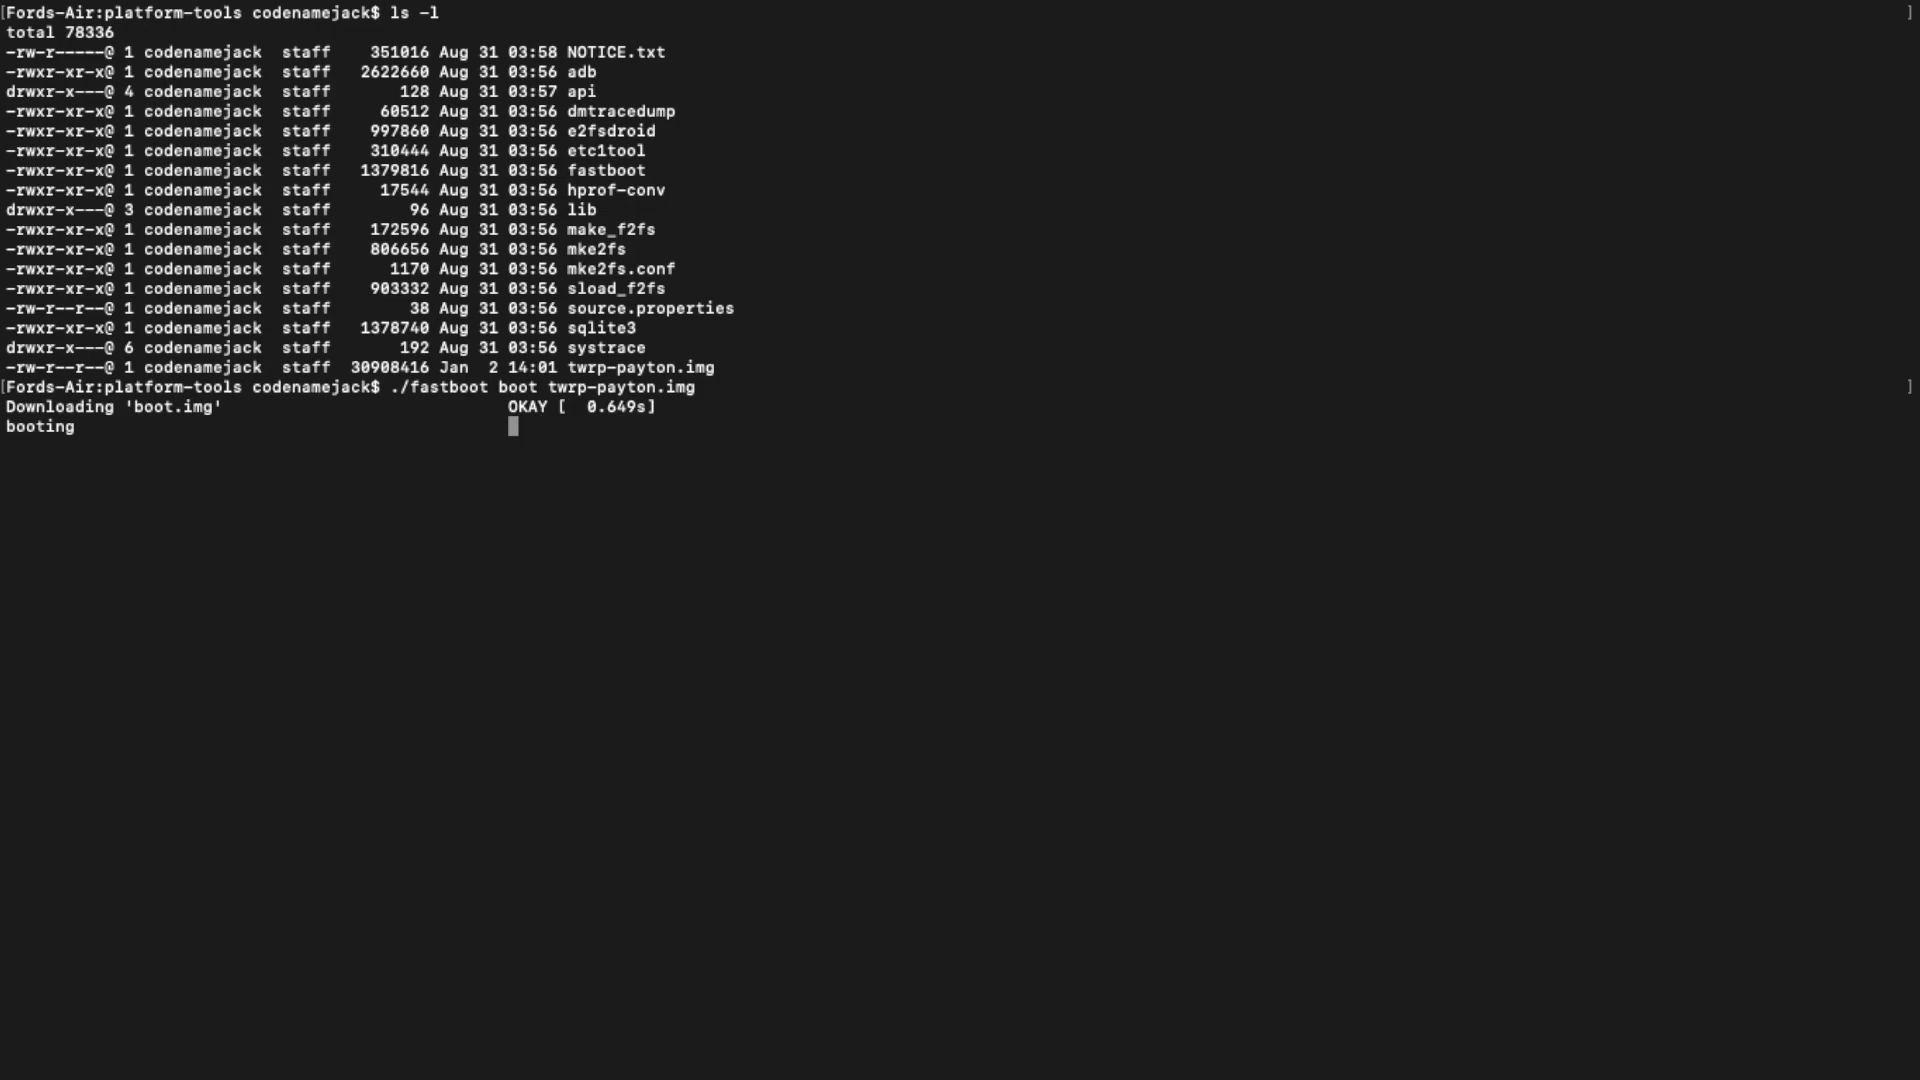 [Fords-Air:platform-tools codenamejack$ ls -l ]
total 78336
-rw-r-----@ 1 codenamejack  staff    351016 Aug 31 03:58 NOTICE.txt
-rwxr-xr-x@ 1 codenamejack  staff   2622660 Aug 31 03:56 adb
drwxr-x---@ 4 codenamejack  staff       128 Aug 31 03:57 api
-rwxr-xr-x@ 1 codenamejack  staff     60512 Aug 31 03:56 dmtracedump
-rwxr-xr-x@ 1 codenamejack  staff    997860 Aug 31 03:56 e2fsdroid
-rwxr-xr-x@ 1 codenamejack  staff    310444 Aug 31 03:56 etc1tool
-rwxr-xr-x@ 1 codenamejack  staff   1379816 Aug 31 03:56 fastboot
-rwxr-xr-x@ 1 codenamejack  staff     17544 Aug 31 03:56 hprof-conv
drwxr-x---@ 3 codenamejack  staff        96 Aug 31 03:56 lib
-rwxr-xr-x@ 1 codenamejack  staff    172596 Aug 31 03:56 make_f2fs
-rwxr-xr-x@ 1 codenamejack  staff    806656 Aug 31 03:56 mke2fs
-rwxr-xr-x@ 1 codenamejack  staff      1170 Aug 31 03:56 mke2fs.conf
-rwxr-xr-x@ 1 codenamejack  staff    903332 Aug 31 03:56 sload_f2fs
-rw-r--r--@ 1 codenamejack  staff        38 Aug 31 03:56 source.properties
-rwxr-xr-x@ 1 codenamejack  staff   1378740 Aug 31 03:56 sqlite3
drwxr-x---@ 6 codenamejack  staff       192 Aug 31 03:56 systrace
-rw-r--r--@ 1 codenamejack  staff  30908416 Jan  2 14:01 twrp-payton.img
[Fords-Air:platform-tools codenamejack$ ./fastboot boot twrp-payton.img ]
Downloading 'boot.img'                             OKAY [  0.649s]
booting